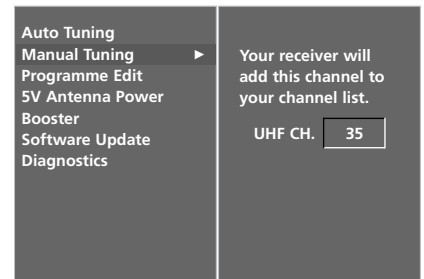 Auto Tuning
Manual Tuning ►
Programme Edit
5V Antenna Power
Booster
Software Update
Diagnostics
Your receiver will
add this channel to
your channel list.
UHF CH. 35